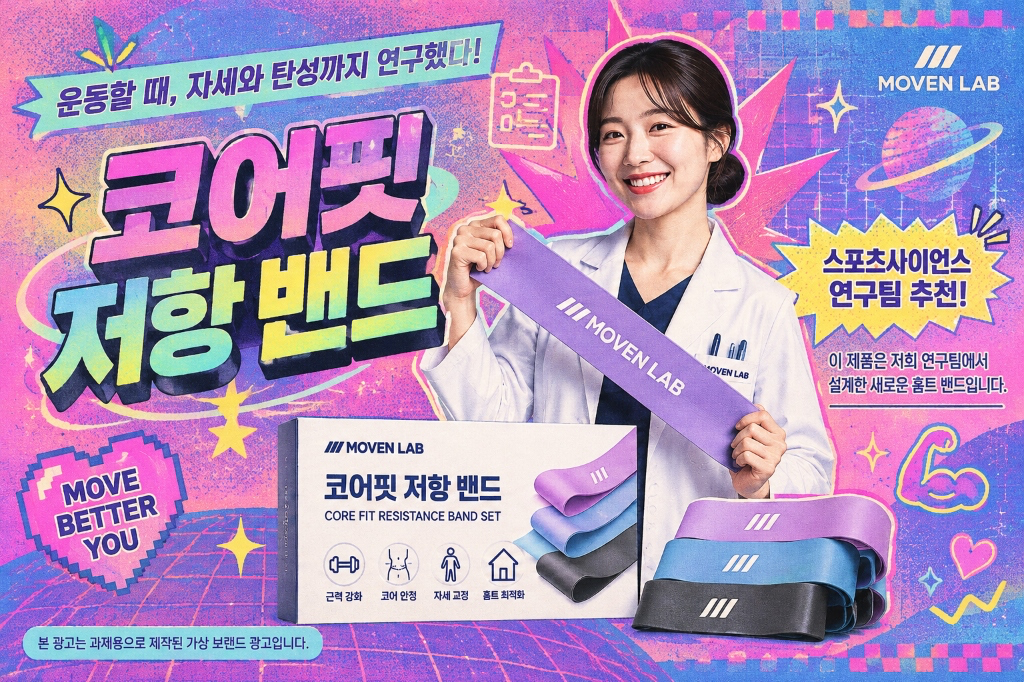 운동할 때, 자세와 탄성까지 연구했다!
코어핏
저항 밴드
MOVEN LAB
스포츠사이언스
연구팀 추천!
이 제품은 저희 연구팀에서
설계한 새로운 홈트 밴드입니다.
MOVEN LAB
MOVEN LAB
MOVE
BETTER
YOU
MOVEN LAB
코어핏 저항 밴드
CORE FIT RESISTANCE BAND SET
근력 강화
코어 안정
자세 교정
홈트 최적화
본 광고는 과제용으로 제작된 가상 브랜드 광고입니다.